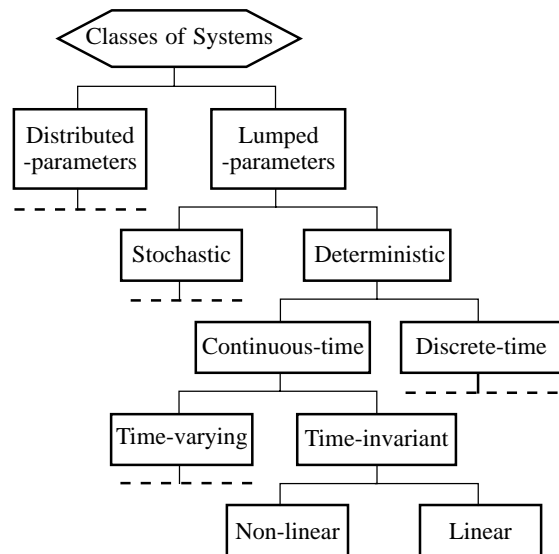 Classes of Systems
Distributed
-parameters
Lumped
-parameters
Stochastic
Deterministic
Continuous-time
Discrete-time
Time-varying
Time-invariant
Non-linear
Linear